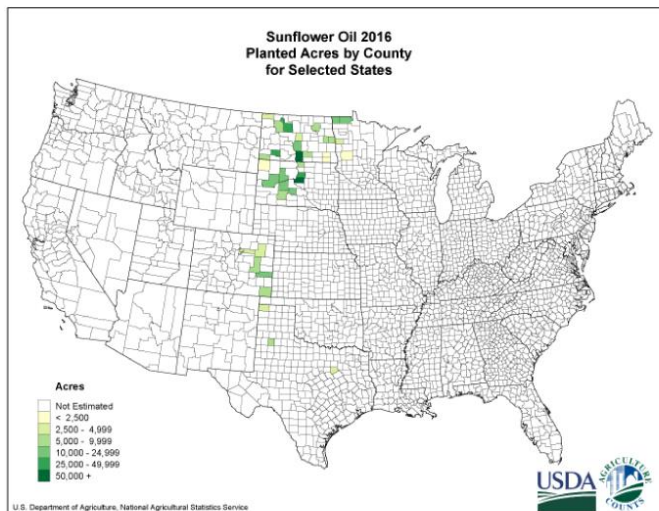 Sunflower Oil 2016
Planted Acres by County
for Selected States
Acres
Not Estimated
< 2,500
2,500 - 4,999
5,000 - 9,999
10,000 - 24,999
25,000 - 49,999
50,000 +
USDA
AGRICULTURE
COUNTS
U.S. Department of Agriculture, National Agricultural Statistics Service